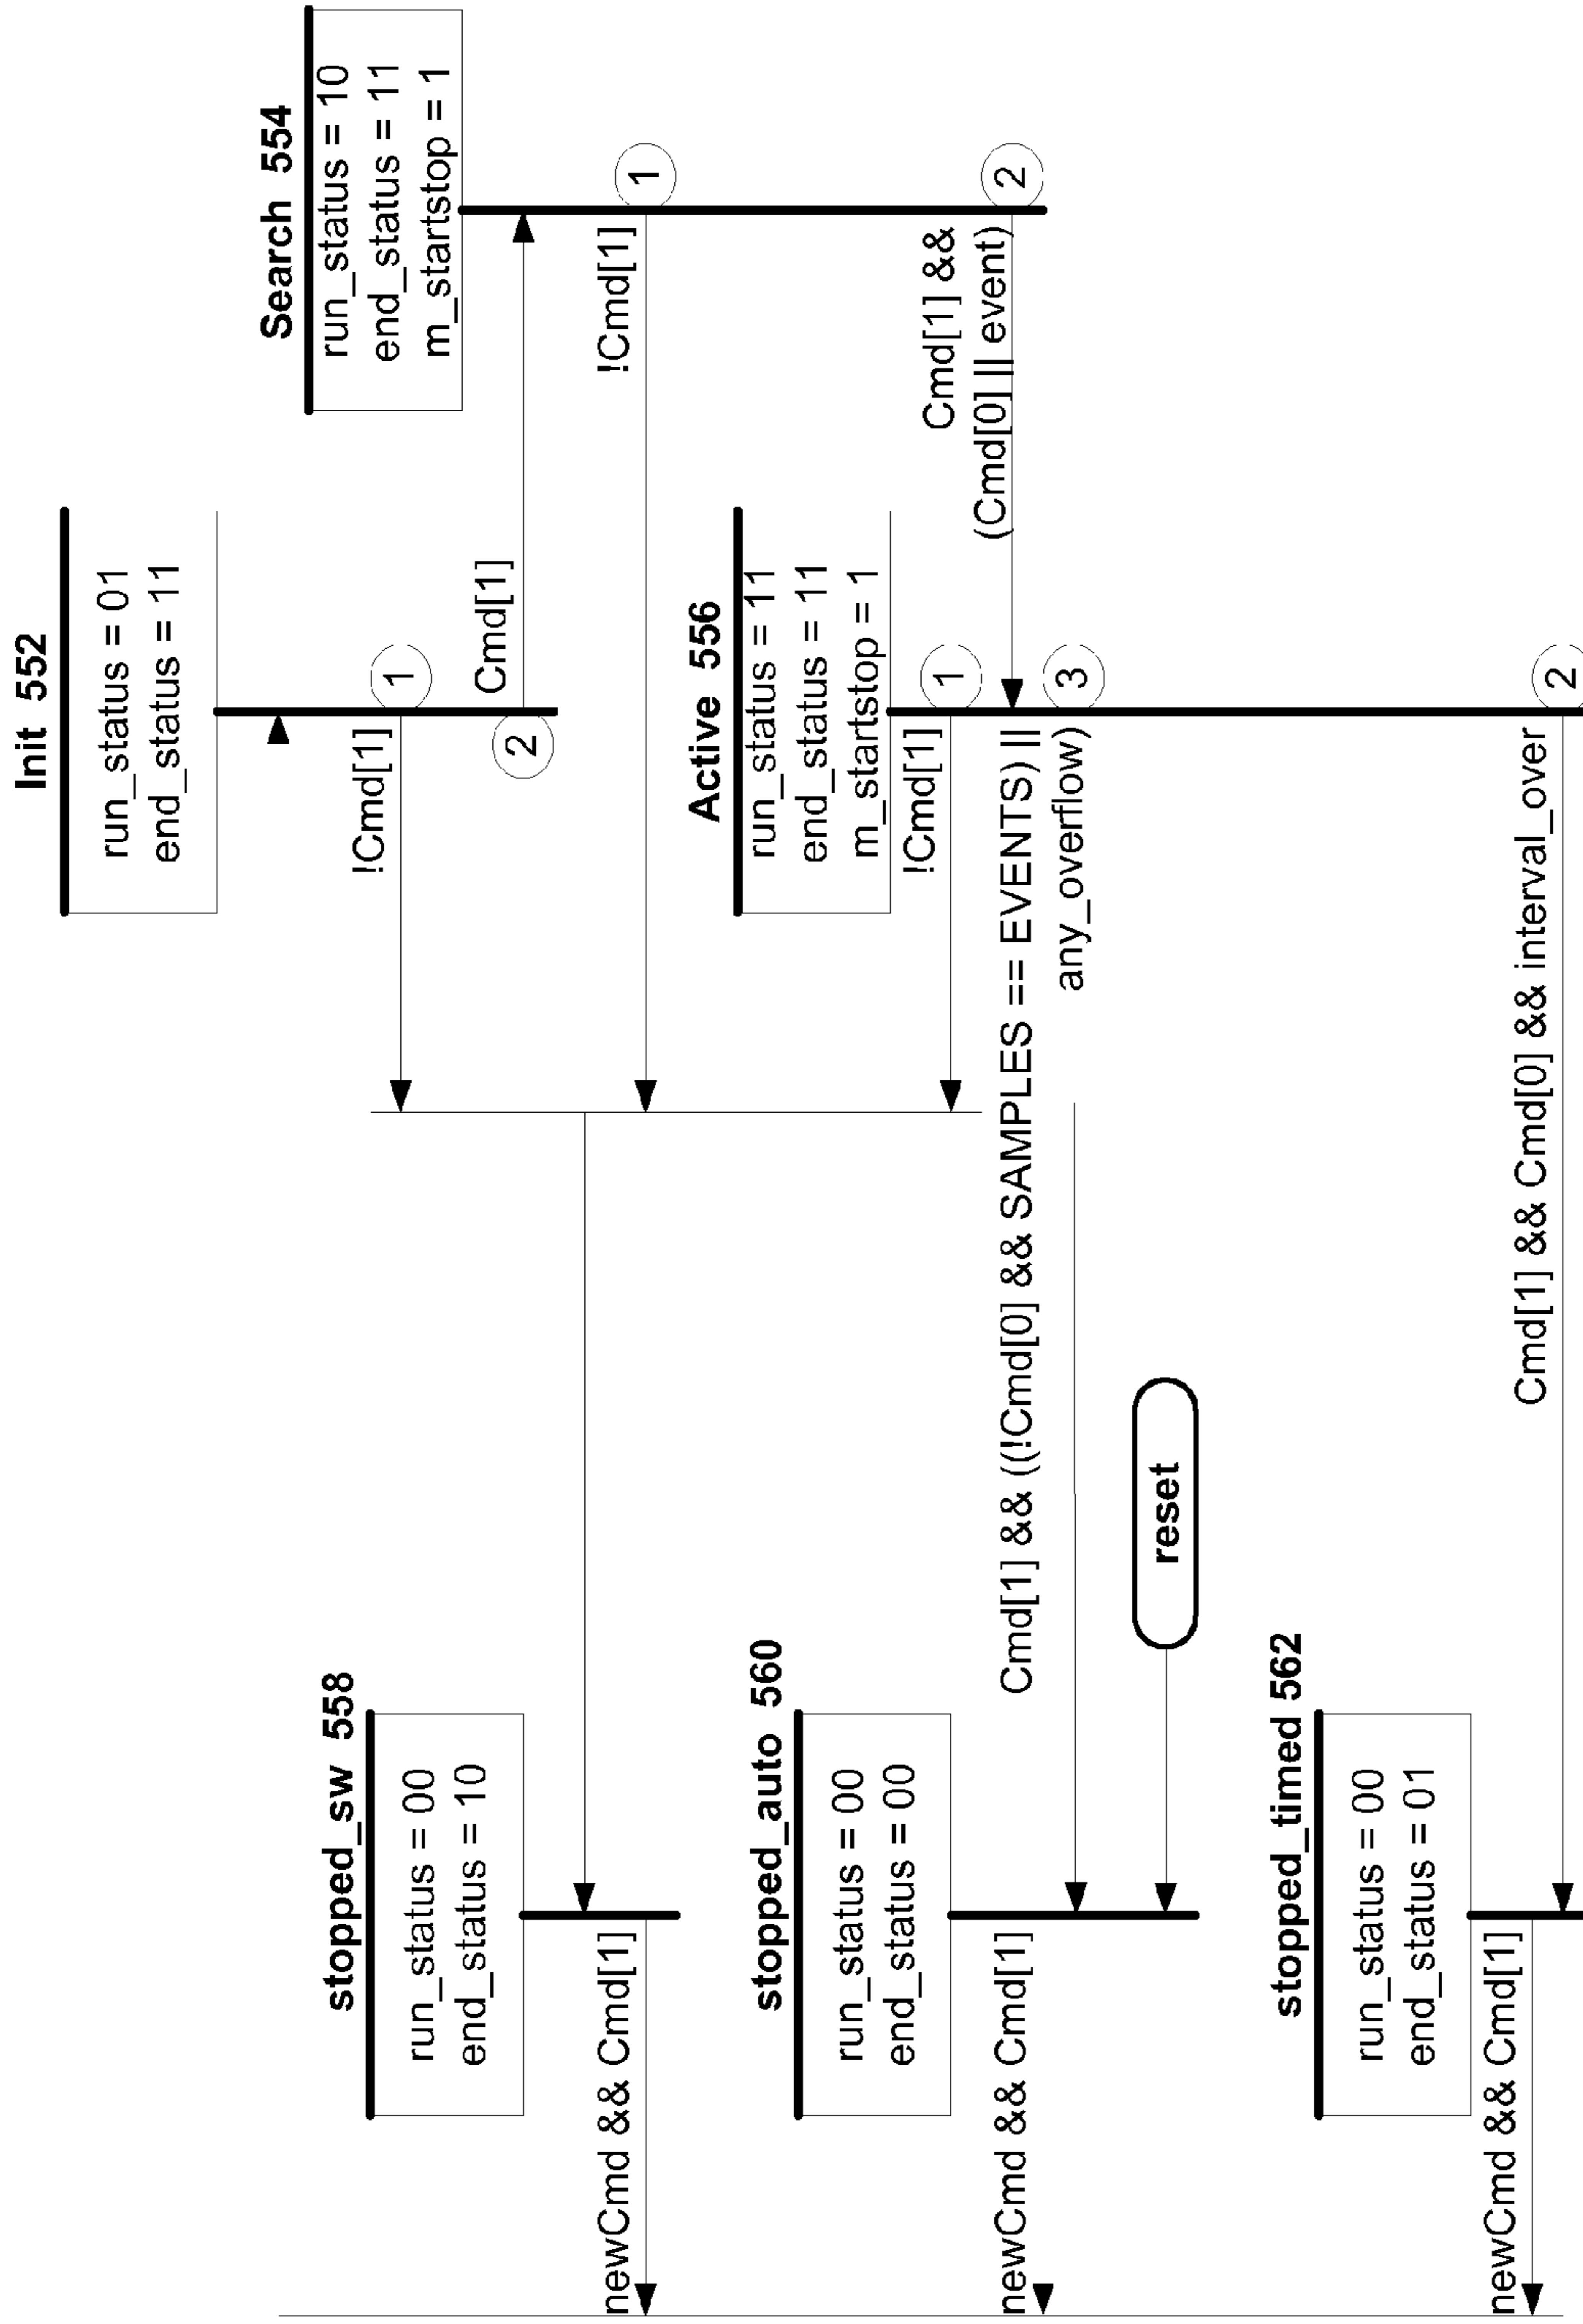 Init 552
run_status = 01
end_status = 11
!Cmd[1]
1
2
Cmd[1]
Search 554
run_status = 10
end_status = 11
m_startstop = 1
!Cmd[1]
1
Cmd[1] &&
(Cmd[0] || event)
2
Active 556
run_status = 11
end_status = 11
m_startstop = 1
!Cmd[1]
1
Cmd[1] && ((!Cmd[0] && SAMPLES == EVENTS) ||
any_overflow)
3
Cmd[1] && Cmd[0] && interval_over
2
stopped_sw 558
run_status = 00
end_status = 10
newCmd && Cmd[1]
stopped_auto 560
run_status = 00
end_status = 00
newCmd && Cmd[1]
reset
stopped_timed 562
run_status = 00
end_status = 01
newCmd && Cmd[1]